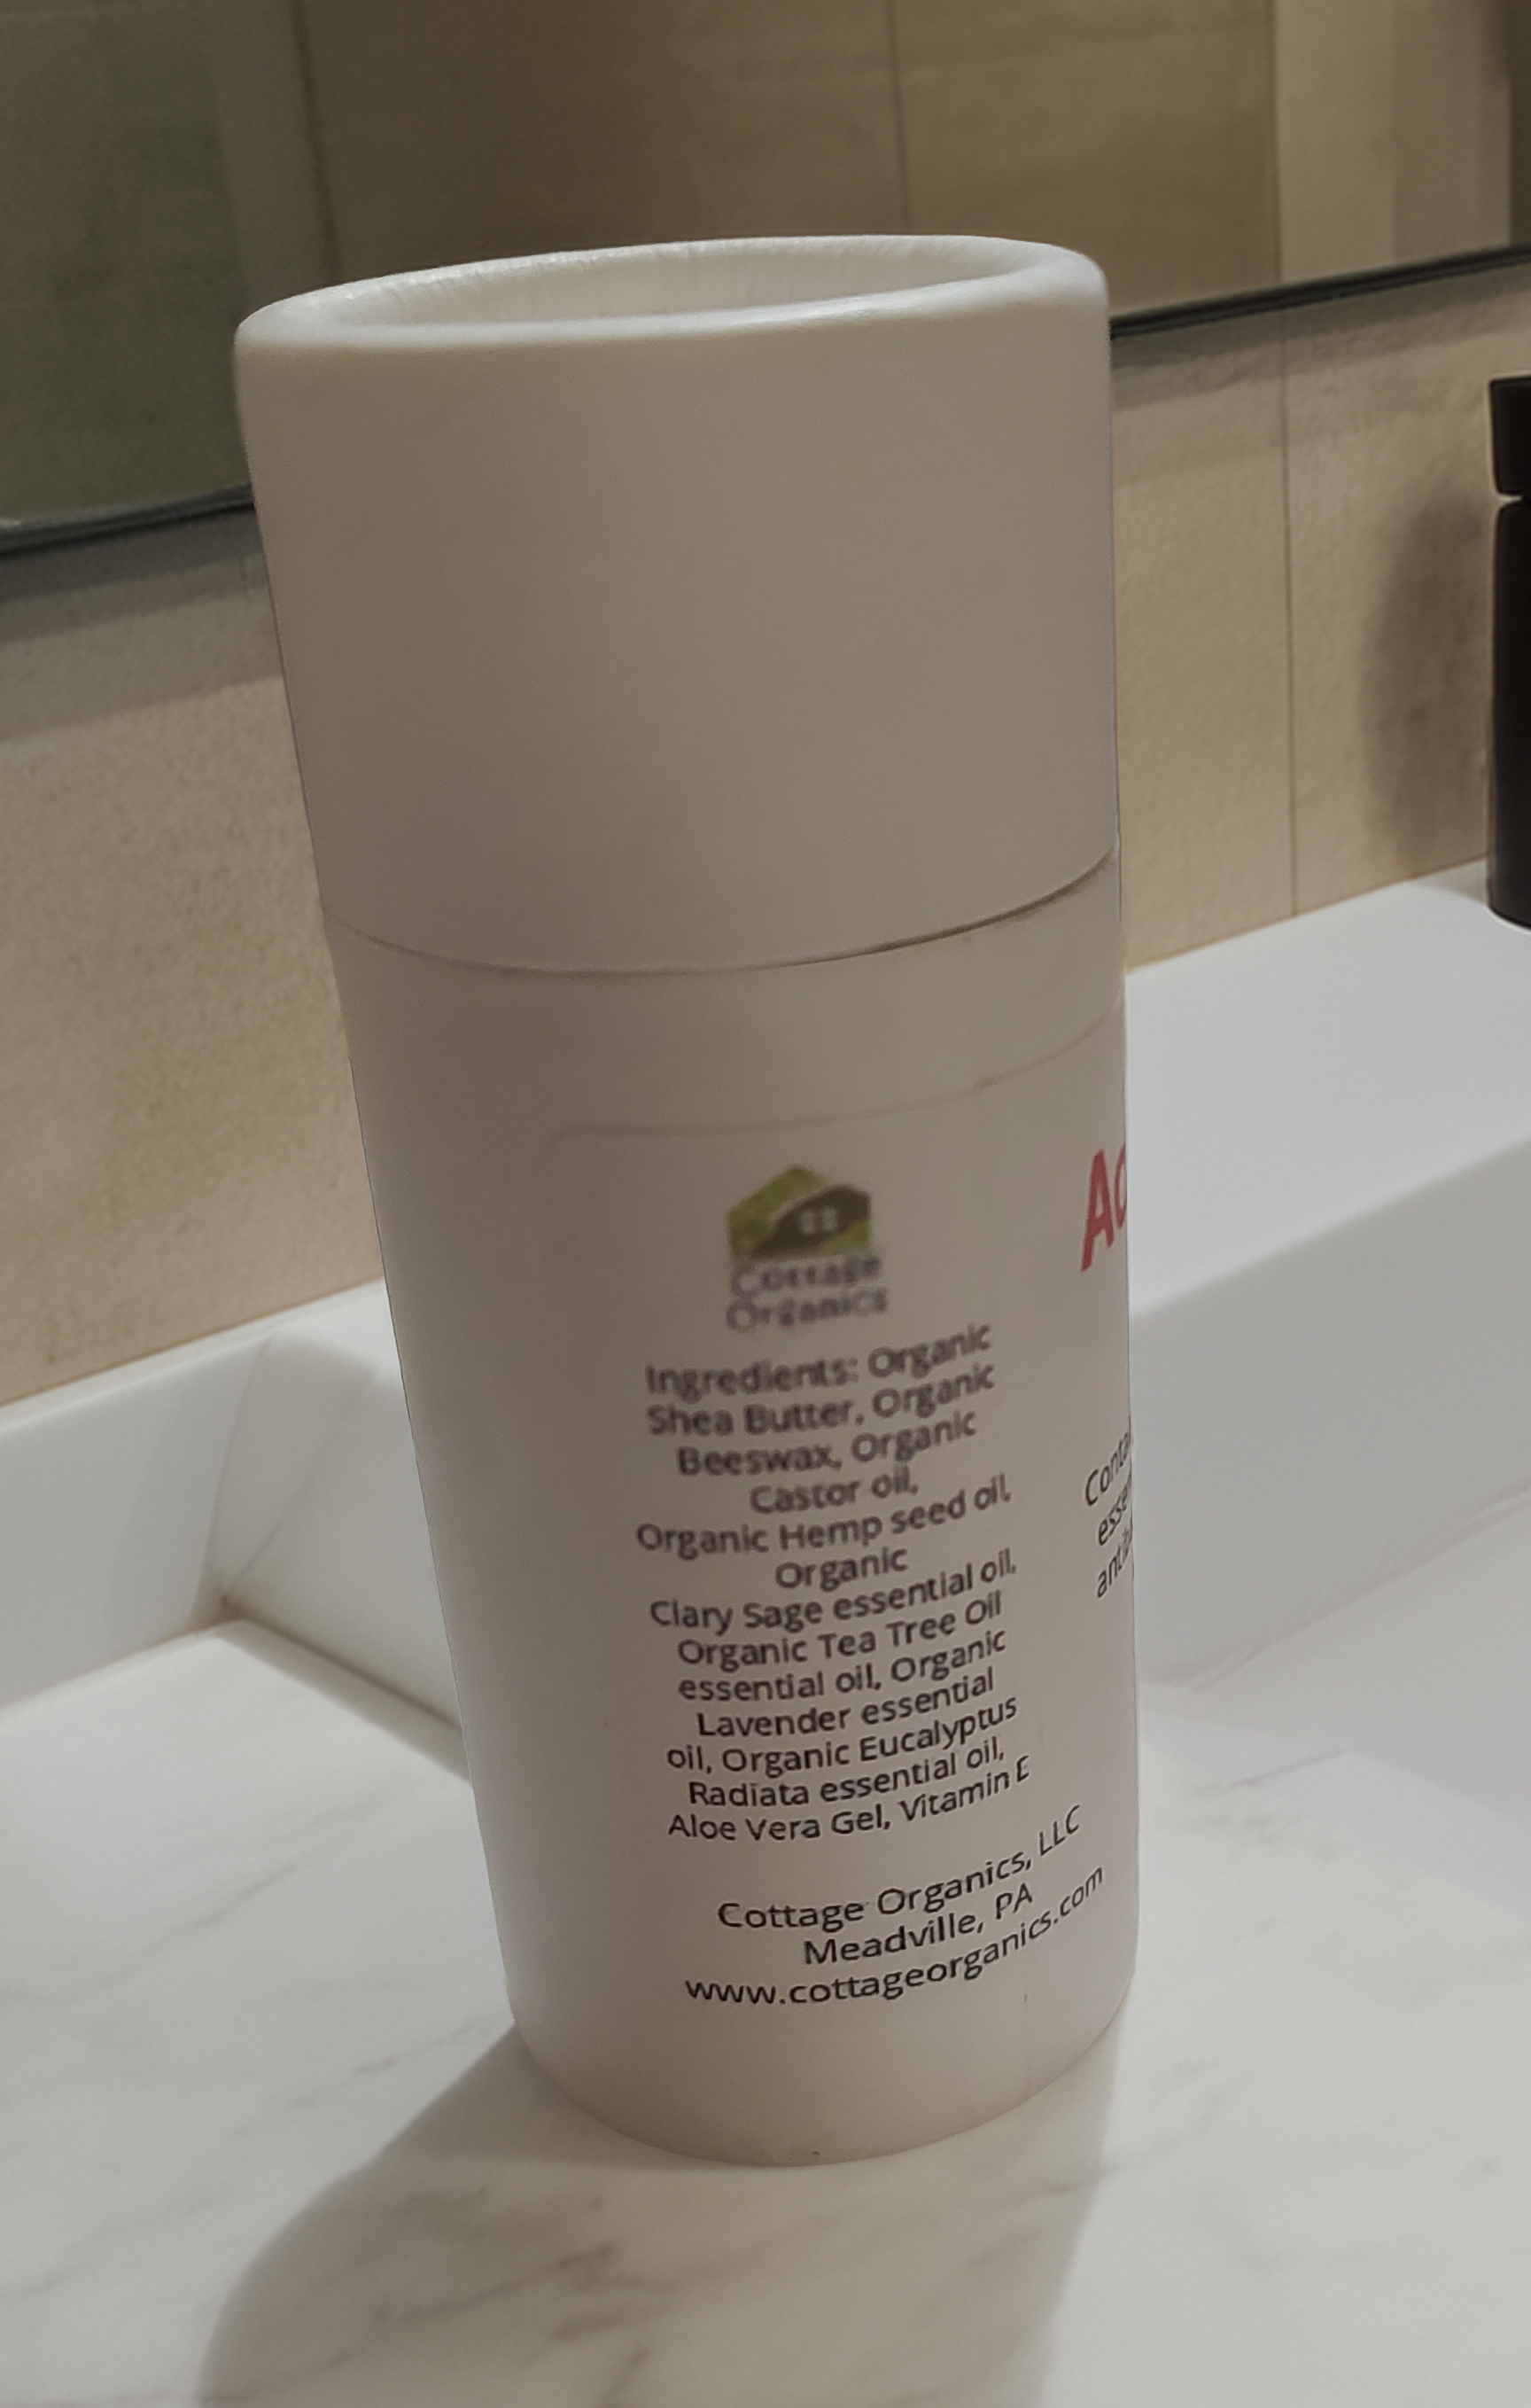 Cottage
Organics
Ingredients: Organic
Shea Butter, Organic
Beeswax, Organic
Castor oil,
Organic Hemp seed oil,
Organic
Clary Sage essential oil,
Organic Tea Tree Oil
essential oil, Organic
Lavender essential
oil, Organic Eucalyptus
Radiata essential oil,
Aloe Vera Gel, Vitamin E
Cottage Organics, LLC
Meadville, PA
www.cottageorganics.com